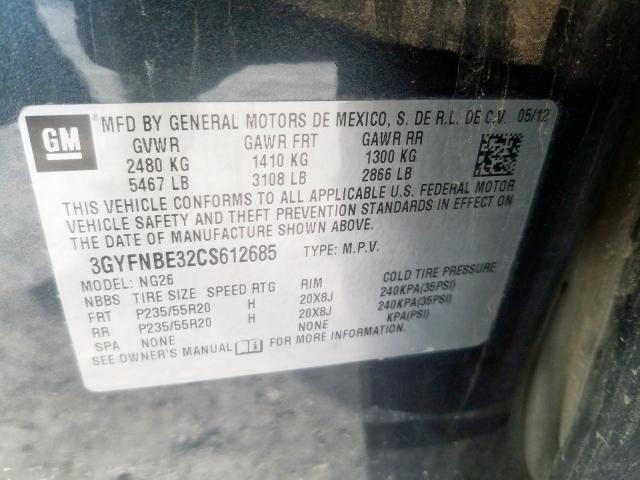 GM
MFD BY GENERAL MOTORS DE MEXICO, S. DE R.L. DE C.V. 05/12
GVWR GAWR FRT GAWR RR
2480 KG 1410 KG 1300 KG
5467 LB 3108 LB 2866 LB
THIS VEHICLE CONFORMS TO ALL APPLICABLE U.S. FEDERAL MOTOR
VEHICLE SAFETY AND THEFT PREVENTION STANDARDS IN EFFECT ON
THE DATE OF MANUFACTURE SHOWN ABOVE.
3GYFNBE32CS612685 TYPE: M.P.V.
MODEL: NG26
NBBS TIRE SIZE SPEED RTG RIM COLD TIRE PRESSURE
FRT P235/55R20 H 20X8J 240KPA(35PSI)
RR P235/55R20 H 20X8J 240KPA(35PSI)
SPA NONE NONE KPA(PSI)
SEE OWNER'S MANUAL FOR MORE INFORMATION.